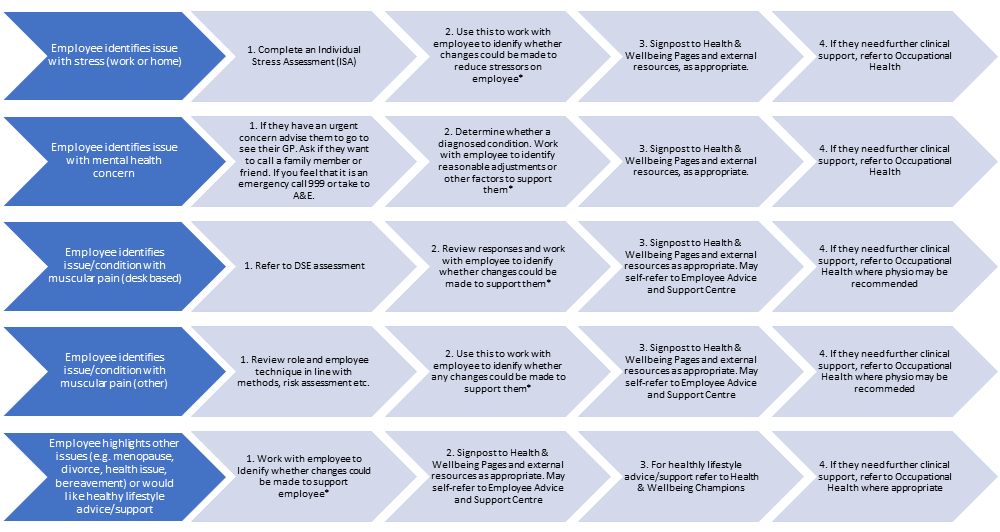 Employee identifies issue
with stress (work or home)
1. Complete an Individual
Stress Assessment (ISA)
2. Use this to work with
employee to idenify whether
changes could be made to
reduce stressors on
employee*
3. Signpost to Health &
Wellbeing Pages and external
resources, as appropriate.
4. If they need further clinical
support, refer to Occupational
Health
Employee identifies issue
with mental health
concern
1. If they have an urgent
concern advise them to go to
see their GP. Ask if they want
to call a family member or
friend. If you feel that it is an
emergency call 999 or take to
A&E.
2. Determine whether a
diagnosed condition. Work
with employee to identify
reasonable adjustments or
other factors to support
them*
3. Signpost to Health &
Wellbeing Pages and external
resources, as appropriate.
4. If they need further clinical
support, refer to Occupational
Health
Employee identifies
issue/condition with
muscular pain (desk based)
1. Refer to DSE assessment
2. Review responses and work
with employee to idenify
whether changes could be
made to support them*
3. Signpost to Health &
Wellbeing Pages and external
resources as appropriate. May
self-refer to Employee Advice
and Support Centre
4. If they need further clinical
support, refer to Occupational
Health where physio may be
recommended
Employee identifies
issue/condition with
muscular pain (other)
1. Review role and employee
technique in line with
methods, risk assessment etc.
2. Use this to work with
employee to idenify whether
any changes could be made to
support them*
3. Signpost to Health &
Wellbeing Pages and external
resources as appropriate. May
self-refer to Employee Advice
and Support Centre
4. If they need further clinical
support, refer to Occupational
Health where physio may be
recommeded
Employee highlights other
issues (e.g. menopause,
divorce, health issue,
bereavement) or would
like healthy lifestyle
advice/support
1. Work with employee to
Idenify whether changes could
be made to support
employee*
2. Signpost to Health &
Wellbeing Pages and external
resources as appropriate. May
self-refer to Employee Advice
and Support Centre
3. For healthly lifestyle
advice/support refer to Health
& Wellbeing Champions
4. If they need further clinical
support, refer to Occupational
Health where appropriate